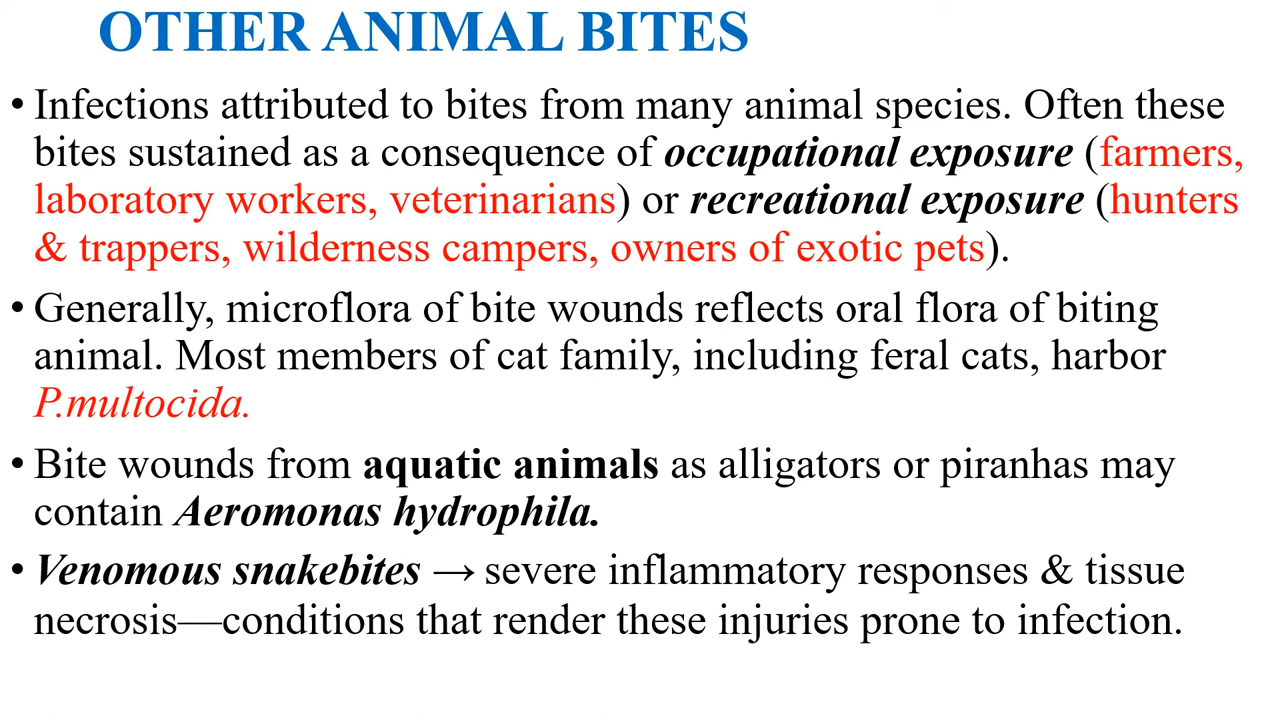 OTHER ANIMAL BITES
• Infections attributed to bites from many animal species. Often these
bites sustained as a consequence of occupational exposure (farmers,
laboratory workers, veterinarians) or recreational exposure (hunters
& trappers, wilderness campers, owners of exotic pets).
• Generally, microflora of bite wounds reflects oral flora of biting
animal. Most members of cat family, including feral cats, harbor
P.multocida.
• Bite wounds from aquatic animals as alligators or piranhas may
contain Aeromonas hydrophila.
• Venomous snakebites → severe inflammatory responses & tissue
necrosis—conditions that render these injuries prone to infection.